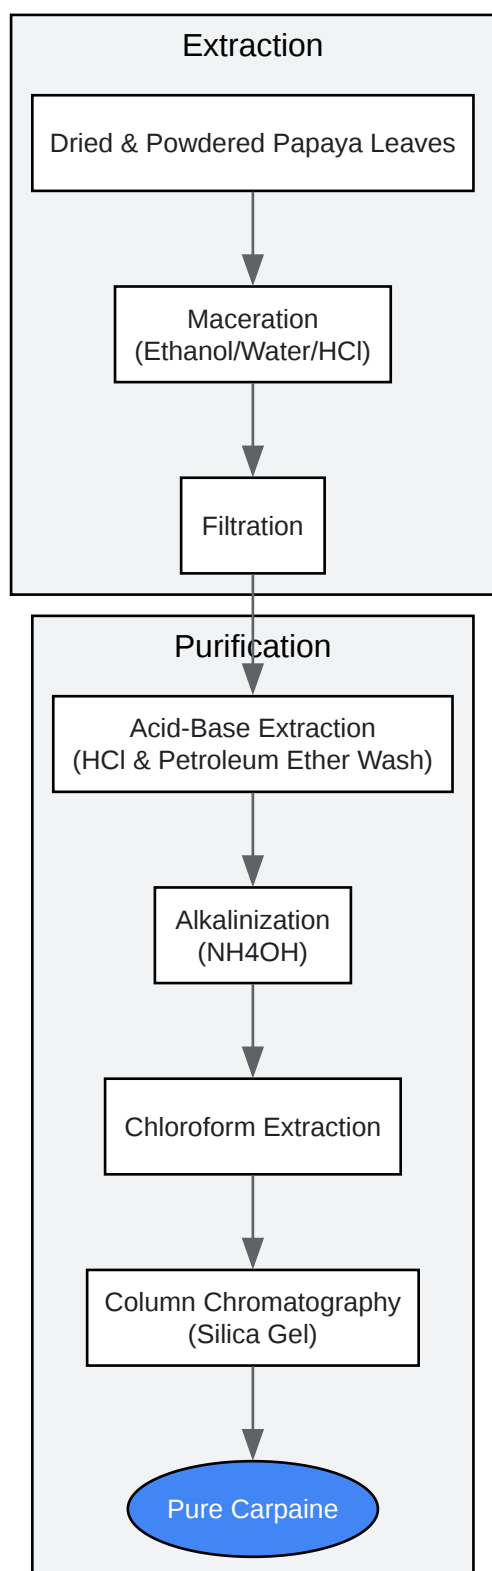 Extraction
Dried & Powdered Papaya Leaves
Maceration
(Ethanol/Water/HCl)
Filtration
Purification
Acid-Base Extraction
(HCl & Petroleum Ether Wash)
Alkalinization
(NH4OH)
Chloroform Extraction
Column Chromatography
(Silica Gel)
Pure Carpaine